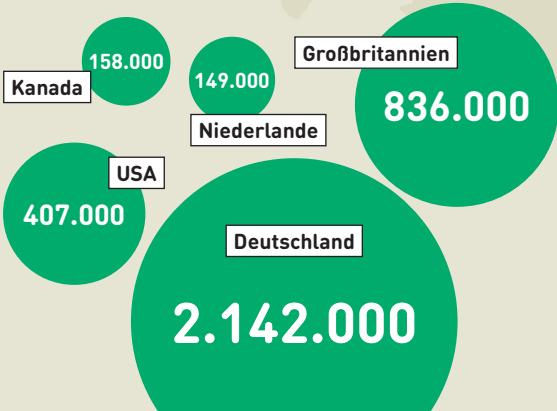 Kanada
158.000
149.000
Niederlande
Großbritannien
836.000
USA
407.000
Deutschland
2.142.000